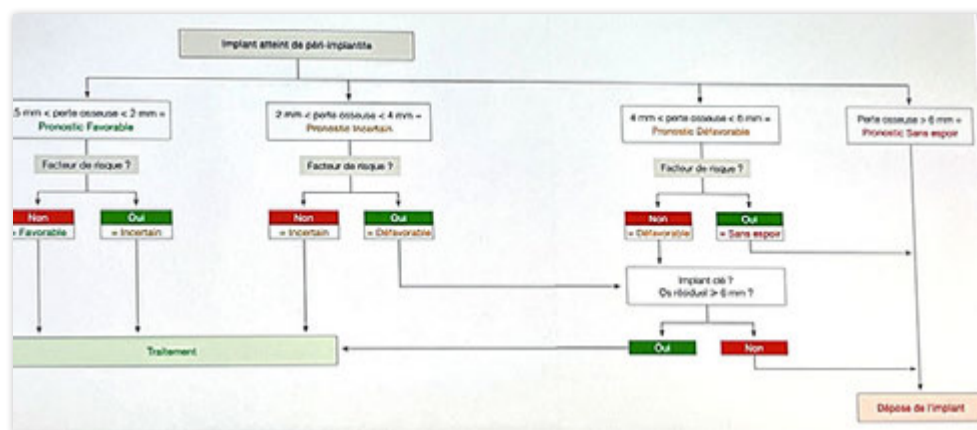 Implant atteint de péri-implantite
5 mm < perte osseuse < 2 mm =
Pronostic Favorable
2 mm < perte osseuse < 4 mm =
Pronostic Incertain
4 mm < perte osseuse < 6 mm =
Pronostic Défavorable
Perte osseuse > 6 mm =
Pronostic Sans espoir
Facteur de risque ?
Facteur de risque ?
Facteur de risque ?
Non
= Favorable
Oui
= Incertain
Non
= Incertain
Oui
= Défavorable
Non
= Défavorable
Oui
= Sans espoir
Implant clé ?
Os résiduel > 6 mm ?
Traitement
Oui
Non
Dépose de l'implant